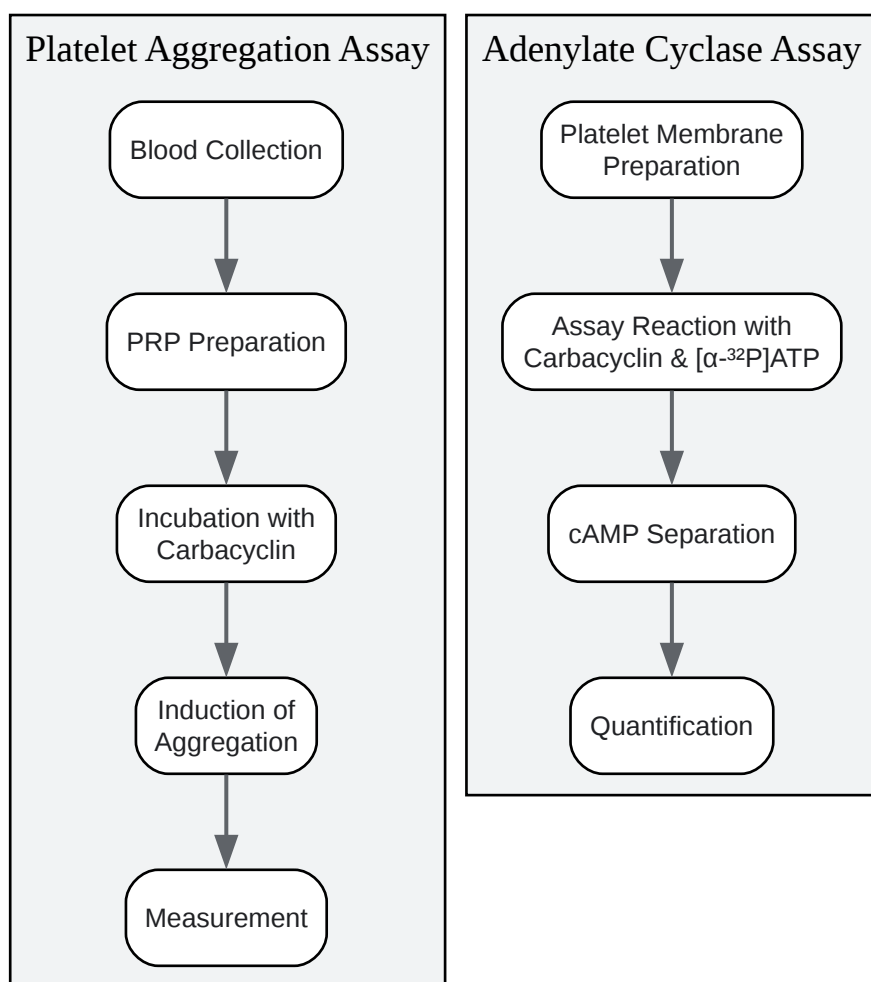 Platelet Aggregation Assay
Blood Collection
PRP Preparation
Incubation with
Carbacyclin
Induction of
Aggregation
Measurement
Adenylate Cyclase Assay
Platelet Membrane
Preparation
Assay Reaction with
Carbacyclin & [α-³²P]ATP
cAMP Separation
Quantification